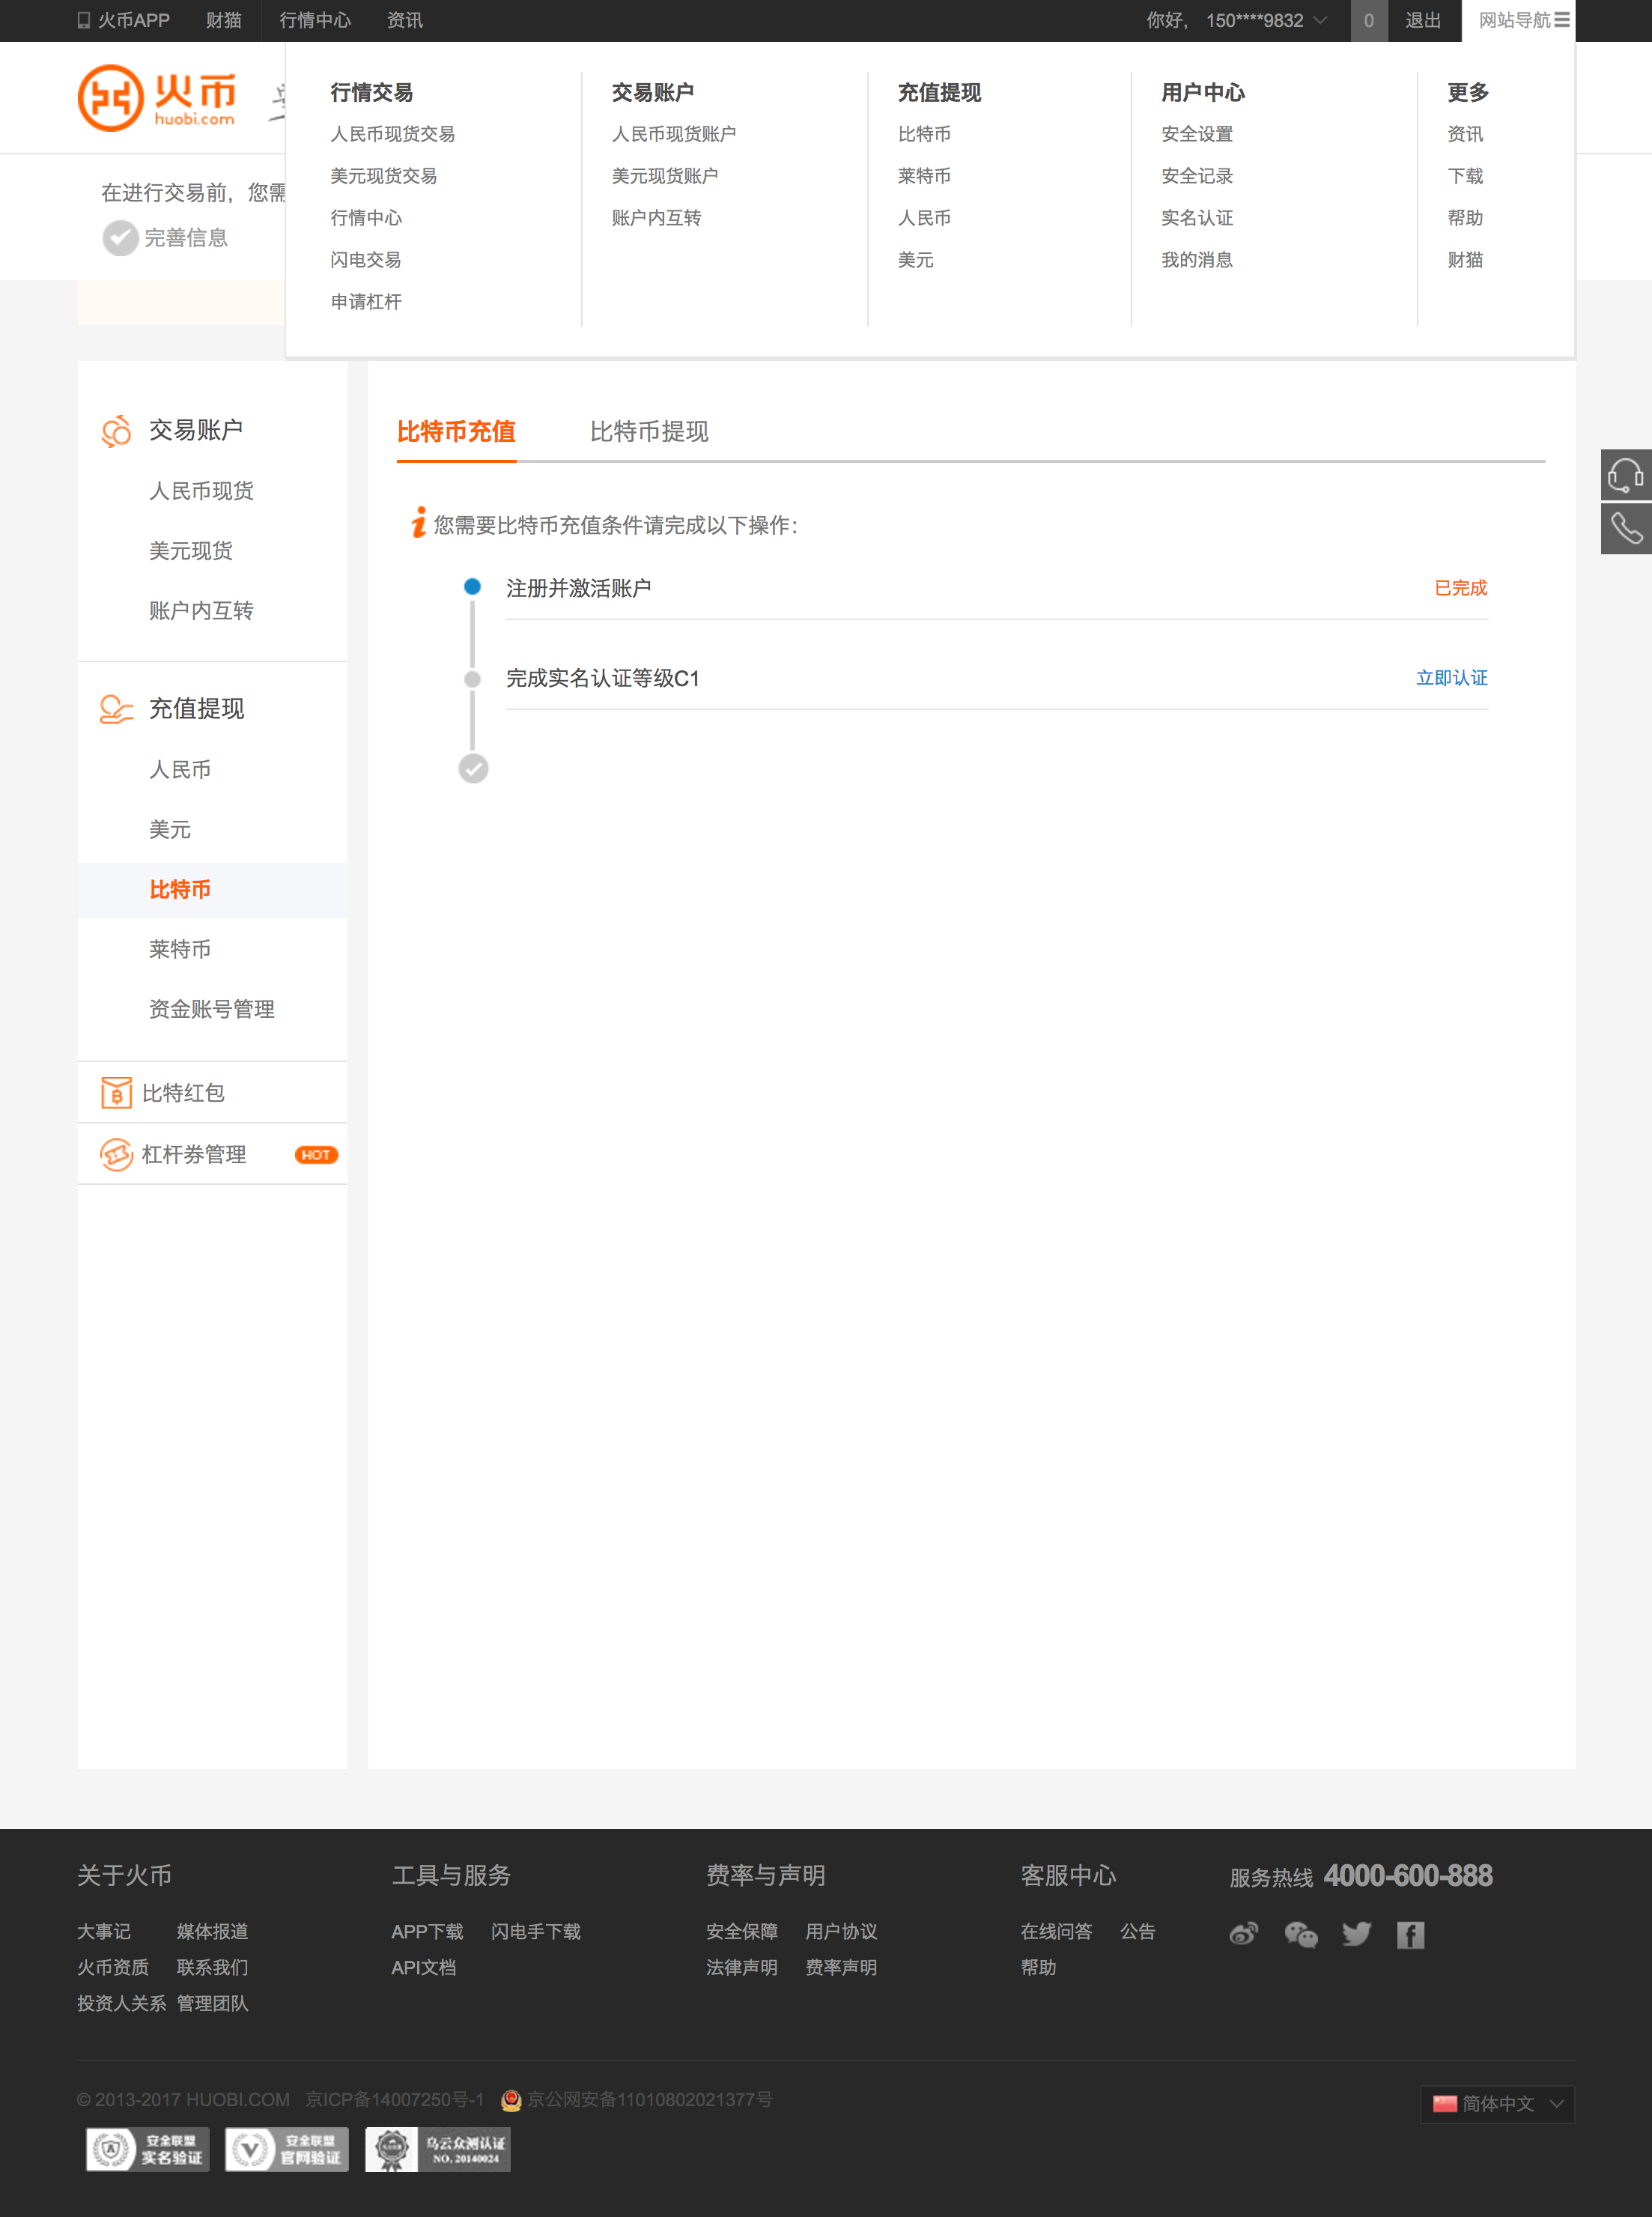 火币APP 财猫 行情中心 资讯 你好， 150****9832 0 退出 网站导航
火币
huobi.com
行情交易
人民币现货交易
美元现货交易
行情中心
闪电交易
申请杠杆
交易账户
人民币现货账户
美元现货账户
账户内互转
充值提现
比特币
莱特币
人民币
美元
用户中心
安全设置
安全记录
实名认证
我的消息
更多
资讯
下载
帮助
财猫
在进行交易前，您需
完善信息
交易账户
人民币现货
美元现货
账户内互转
充值提现
人民币
美元
比特币
莱特币
资金账号管理
比特红包
杠杆券管理 HOT
比特币充值 比特币提现
您需要比特币充值条件请完成以下操作：
注册并激活账户 已完成
完成实名认证等级C1 立即认证
关于火币
大事记 媒体报道
火币资质 联系我们
投资人关系 管理团队
工具与服务
APP下载 闪电手下载
API文档
费率与声明
安全保障 用户协议
法律声明 费率声明
客服中心
在线问答 公告
帮助
服务热线 4000-600-888
© 2013-2017 HUOBI.COM 京ICP备14007250号-1 京公网安备11010802021377号
简体中文
安全联盟
实名验证
安全联盟
官网验证
乌云众测认证
NO. 20140024